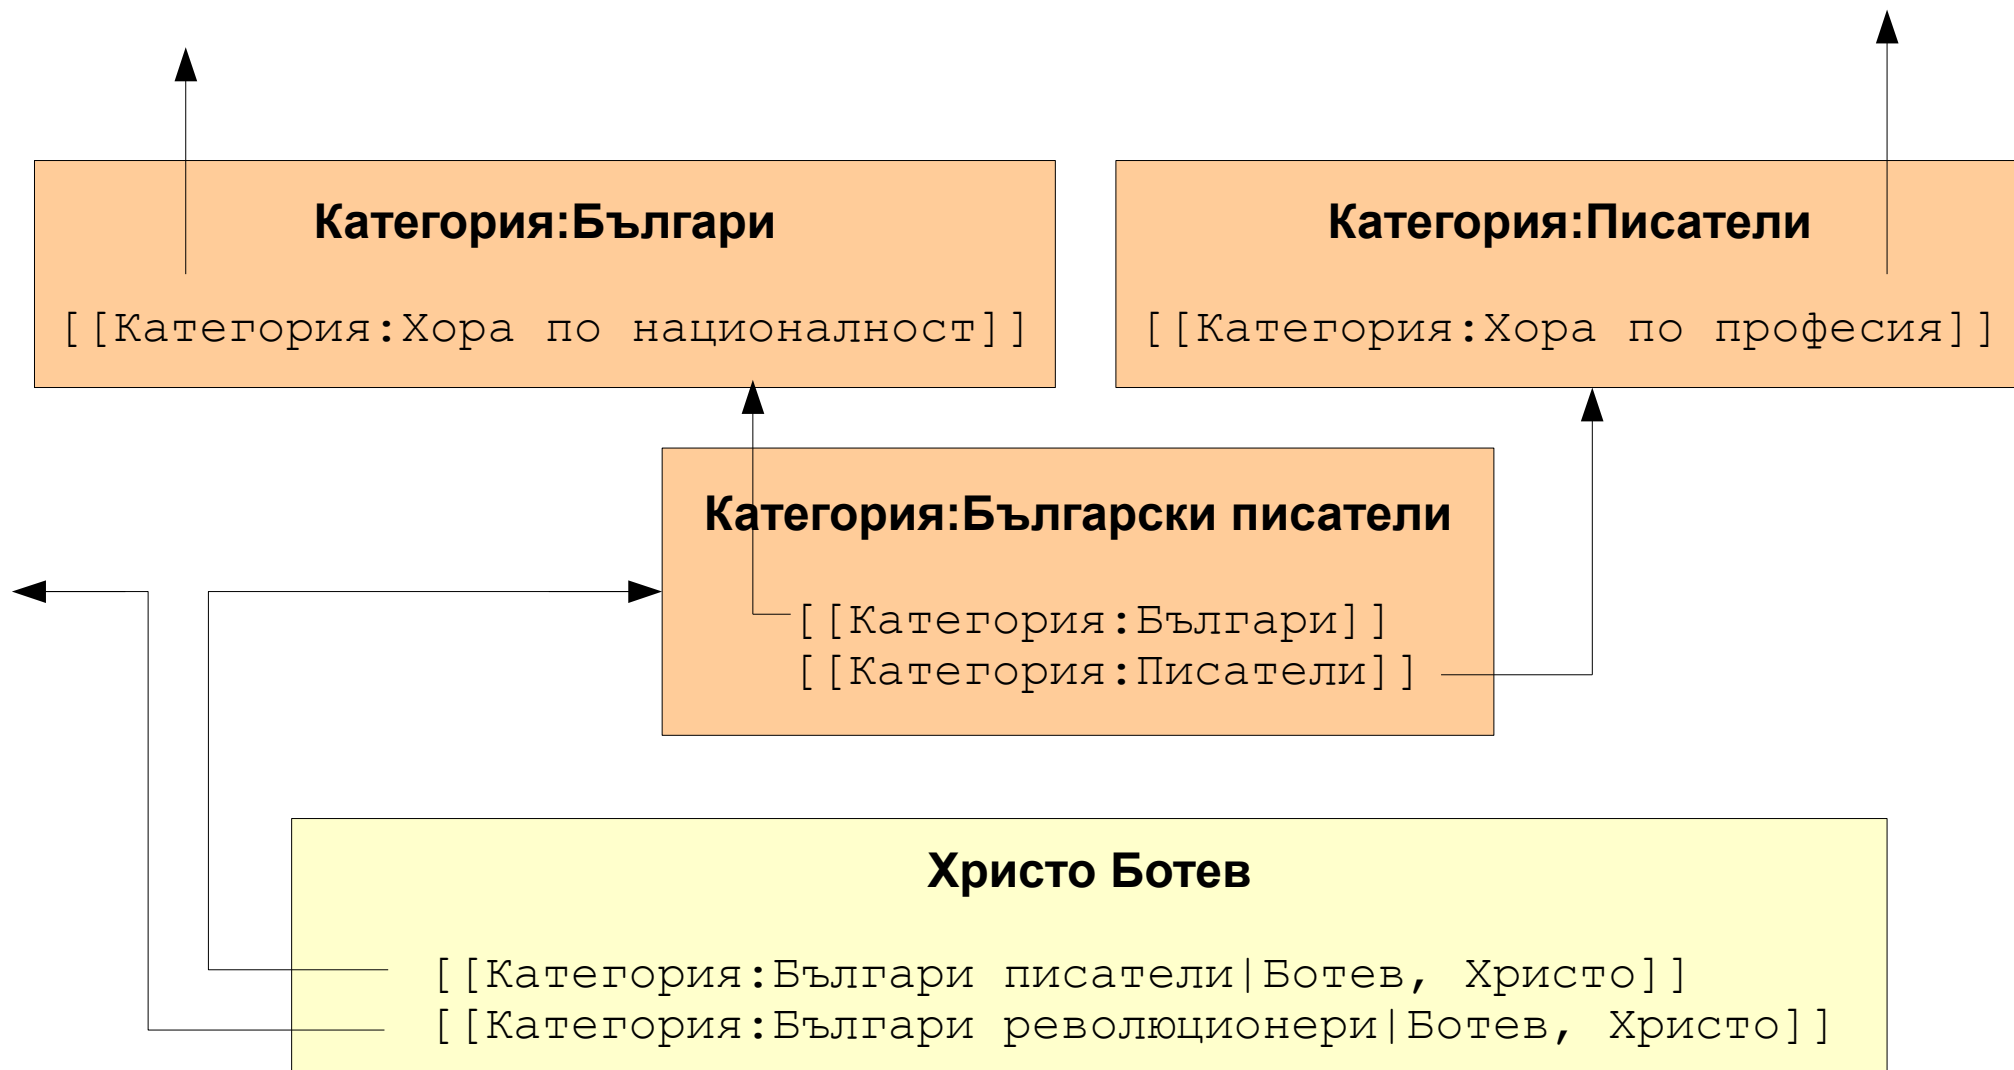 Категория:Българи
[[Категория:Хора по националност]]
Категория:Писатели
[[Категория:Хора по професия]]
Категория:Български писатели
[[Категория:Българи]]
[[Категория:Писатели]]
Христо Ботев
[[Категория:Българи писатели|Ботев, Христо]]
[[Категория:Българи революционери|Ботев, Христо]]